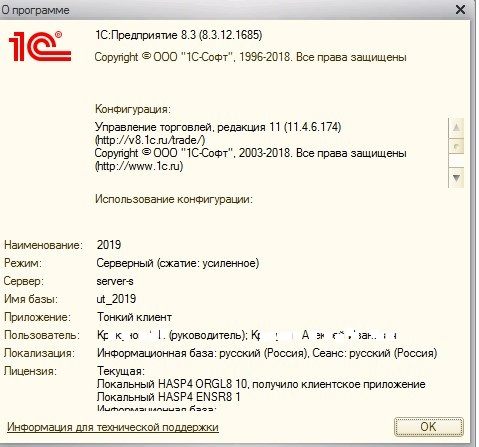 О программе
1С:Предприятие 8.3 (8.3.12.1685)
1С®
Copyright © ООО "1С-Софт", 1996-2018. Все права защищены
Конфигурация:
Управление торговлей, редакция 11 (11.4.6.174)
(http://v8.1c.ru/trade/)
Copyright © ООО "1С-Софт", 2003-2018. Все права защищены
(http://www.1c.ru)
Использование конфигурации:
Наименование: 2019
Режим: Серверный (сжатие: усиленное)
Сервер: server-s
Имя базы: ut_2019
Приложение: Тонкий клиент
Пользователь: (руководитель);
Локализация: Информационная база: русский (Россия), Сеанс: русский (Россия)
Лицензия: Текущая:
Локальный HASP4 ORGL8 10, получило клиентское приложение
Локальный HASP4 ENSR8 1
Информационная база:
Информация для технической поддержки
OK